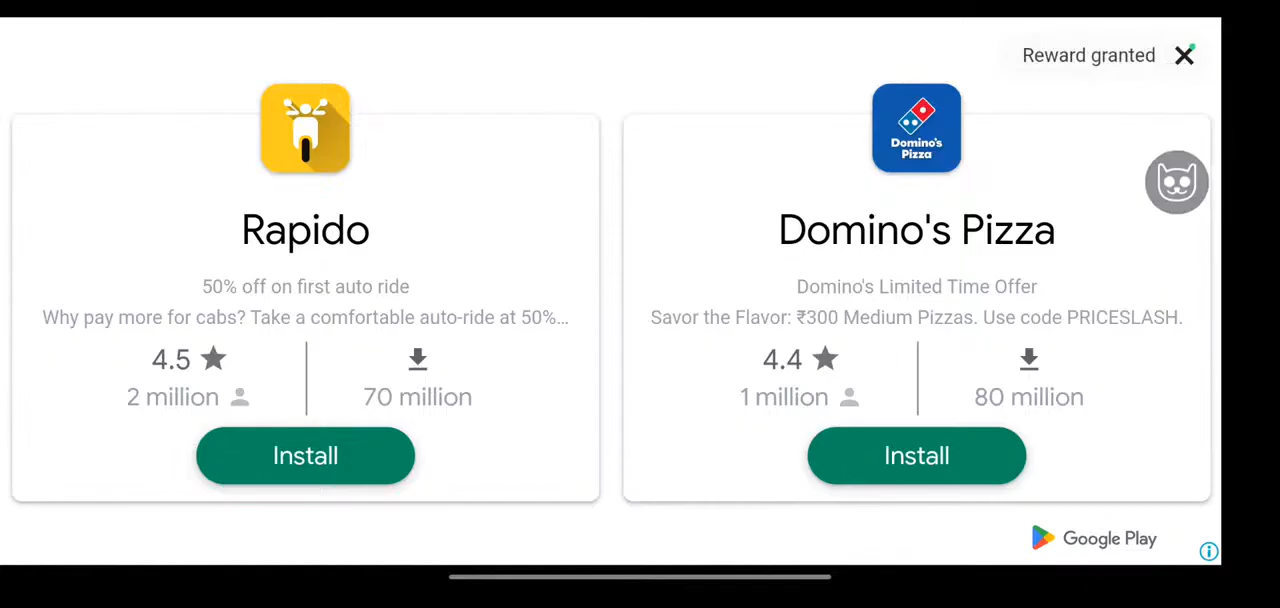 Reward granted
Rapido
50% off on first auto ride
Why pay more for cabs? Take a comfortable auto-ride at 50%...
4.5
2 million
70 million
Install
Domino's
Pizza
Domino's Pizza
Domino's Limited Time Offer
Savor the Flavor: ₹300 Medium Pizzas. Use code PRICESLASH.
4.4
1 million
80 million
Install
Google Play